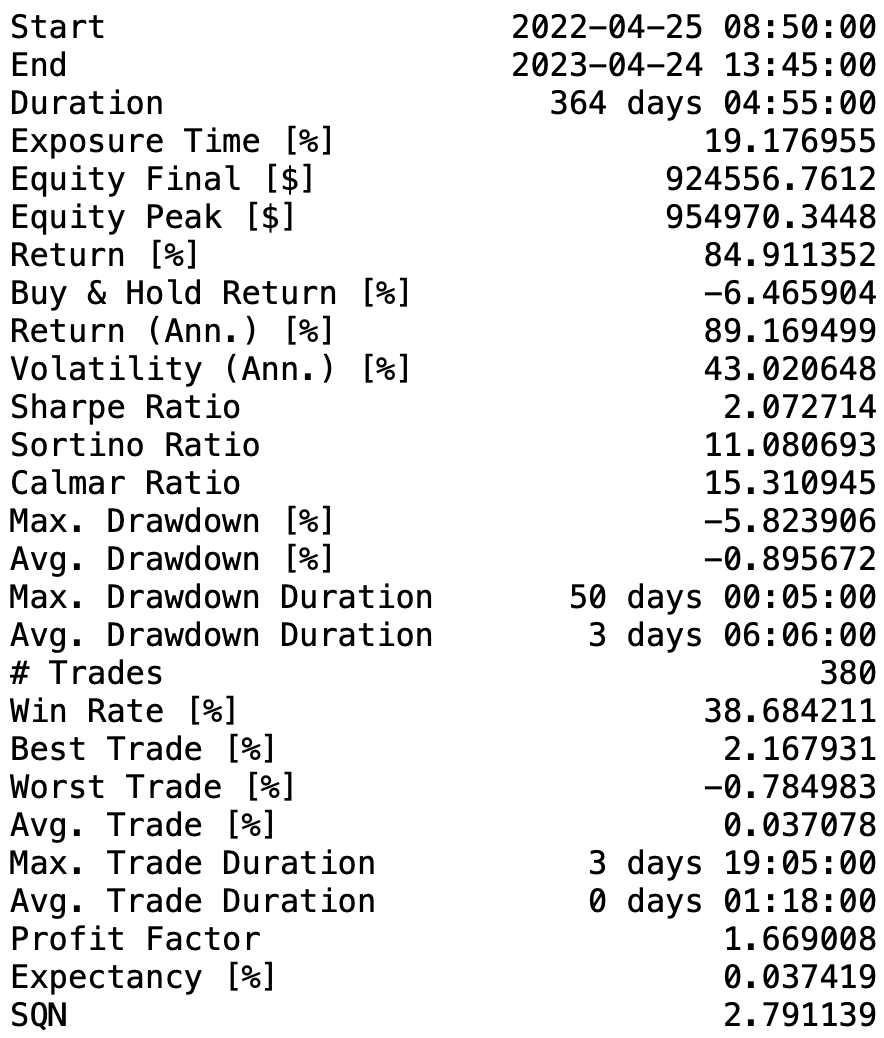 Start 2022-04-25 08:50:00
End 2023-04-24 13:45:00
Duration 364 days 04:55:00
Exposure Time [%] 19.176955
Equity Final [$] 924556.7612
Equity Peak [$] 954970.3448
Return [%] 84.911352
Buy & Hold Return [%] -6.465904
Return (Ann.) [%] 89.169499
Volatility (Ann.) [%] 43.020648
Sharpe Ratio 2.072714
Sortino Ratio 11.080693
Calmar Ratio 15.310945
Max. Drawdown [%] -5.823906
Avg. Drawdown [%] -0.895672
Max. Drawdown Duration 50 days 00:05:00
Avg. Drawdown Duration 3 days 06:06:00
# Trades 380
Win Rate [%] 38.684211
Best Trade [%] 2.167931
Worst Trade [%] -0.784983
Avg. Trade [%] 0.037078
Max. Trade Duration 3 days 19:05:00
Avg. Trade Duration 0 days 01:18:00
Profit Factor 1.669008
Expectancy [%] 0.037419
SQN 2.791139